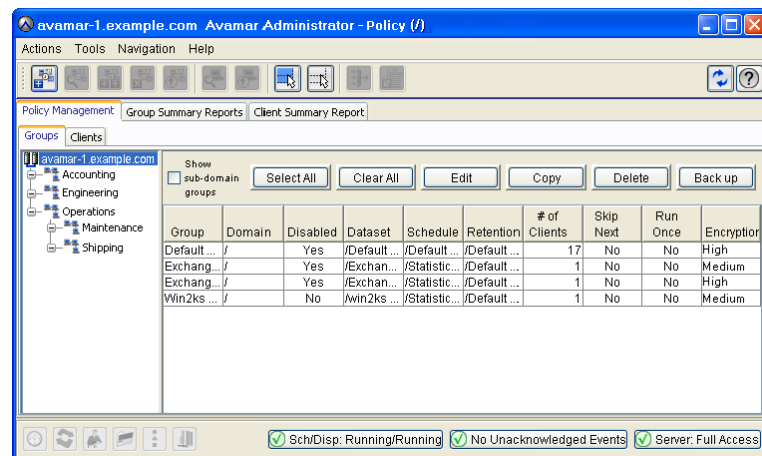 avamar-1.example.com Avamar Administrator - Policy (/)
Actions Tools Navigation Help
Policy Management Group Summary Reports Client Summary Report
Groups Clients
avamar-1.example.com
Accounting
Engineering
Operations
Maintenance
Shipping
Show sub-domain groups
Select All Clear All Edit Copy Delete Back up
Group Domain Disabled Dataset Schedule Retention # of Clients Skip Next Run Once Encryption
Default ... / Yes /Default ... /Default ... /Default ... 17 No No High
Exchang... / Yes /Exchan... /Statistic... /Default ... 1 No No Medium
Exchang... / Yes /Exchan... /Statistic... /Default ... 1 No No High
Win2ks ... / No /win2ks ... /Statistic... /Default ... 1 No No Medium
Sch/Disp: Running/Running No Unacknowledged Events Server: Full Access